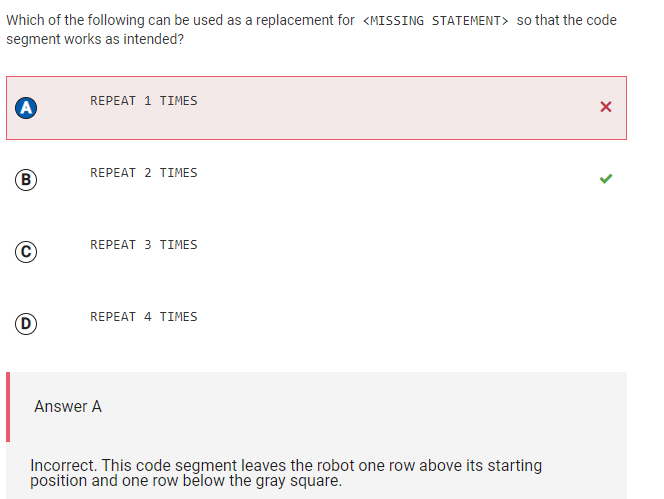 Which of the following can be used as a replacement for <MISSING STATEMENT> so that the code
segment works as intended?
A REPEAT 1 TIMES
B REPEAT 2 TIMES
C REPEAT 3 TIMES
D REPEAT 4 TIMES
Answer A
Incorrect. This code segment leaves the robot one row above its starting
position and one row below the gray square.